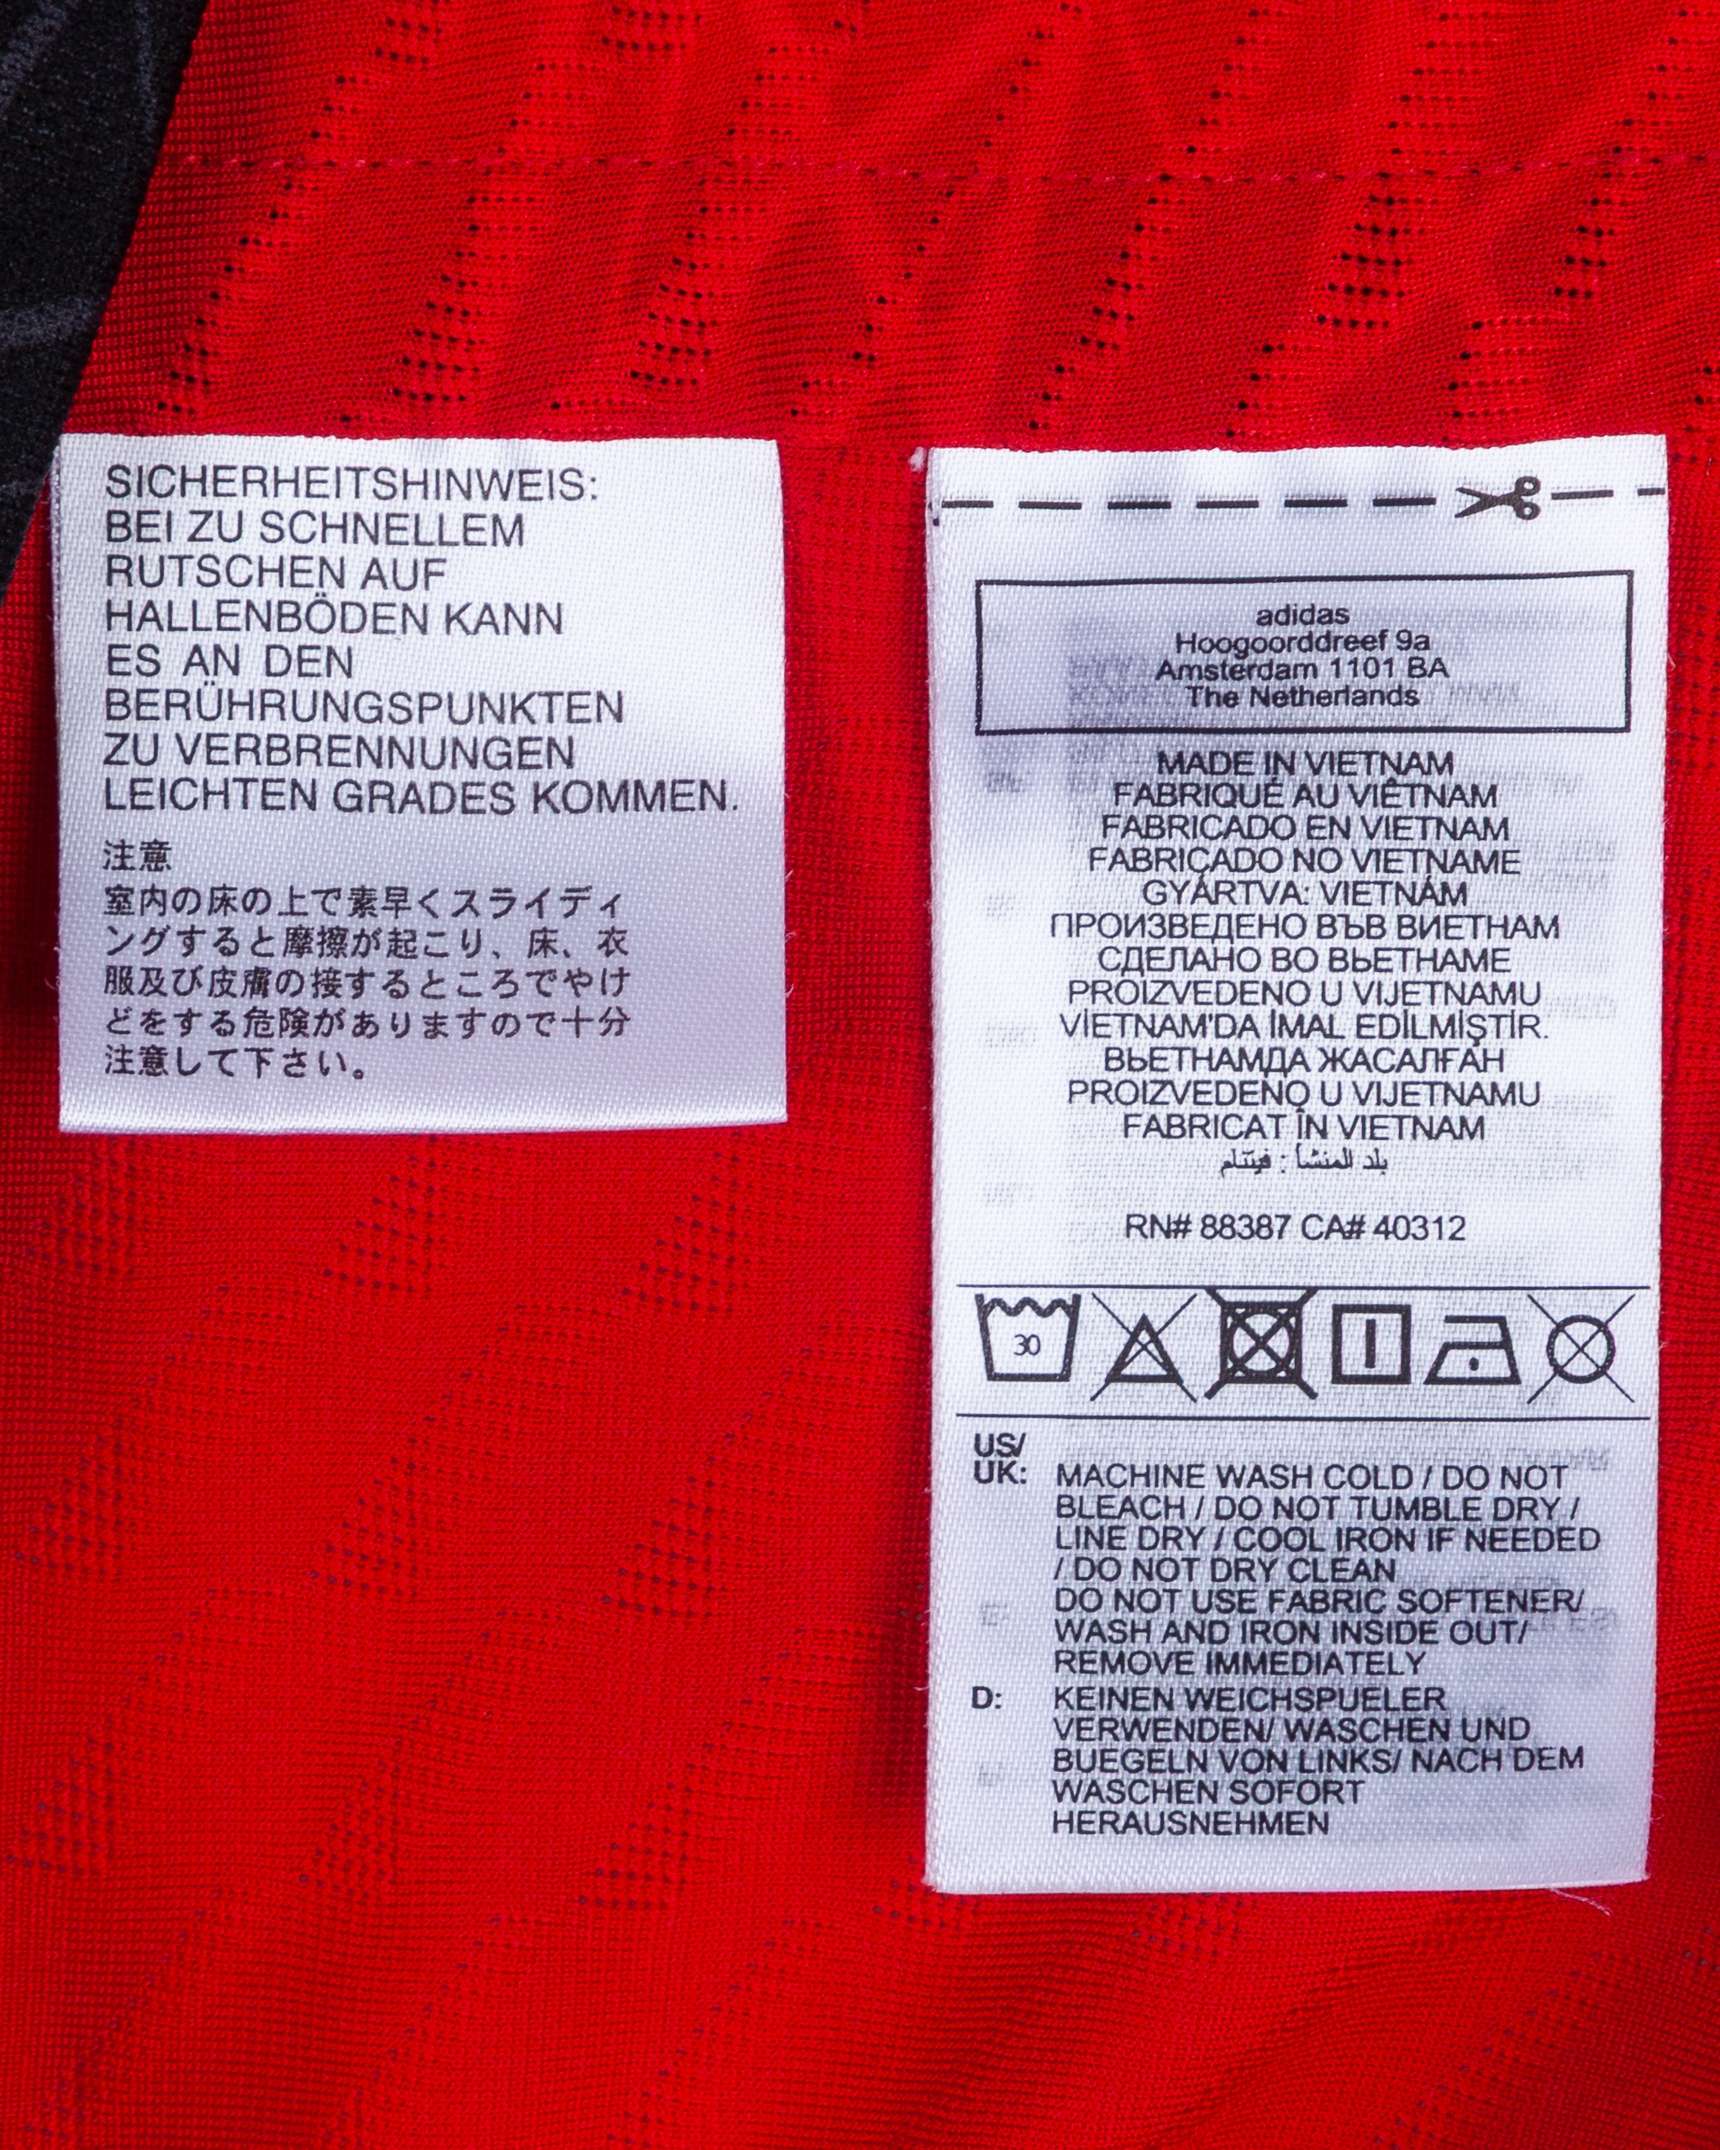 SICHERHEITSHINWEIS:
BEI ZU SCHNELLEM
RUTSCHEN AUF
HALLENBÖDEN KANN
ES AN DEN
BERÜHRUNGSPUNKTEN
ZU VERBRENNUNGEN
LEICHTEN GRADES KOMMEN.
注意
室内の床の上で素早くスライディ
ングすると摩擦が起こり、床、衣
服及び皮膚の接するところでやけ
どをする危険がありますので十分
注意して下さい。
adidas
Hoogoorddreef 9a
Amsterdam 1101 BA
The Netherlands
MADE IN VIETNAM
FABRIQUÉ AU VIÊTNAM
FABRICADO EN VIETNAM
FABRIÇADO NO VIETNAME
GYÁRTVA: VIETNÁM
ПРОИЗВЕДЕНО ВЪВ ВИЕТНАМ
СДЕЛАНО ВО ВЬЕТНАМЕ
PROIZVEDENO U VIJETNAMU
VİETNAM'DA İMAL EDİLMİŞTİR.
ВЬЕТНАМДА ЖАСАЛҒАН
PROIZVEDENO U VIJETNAMU
FABRICAT ÎN VIETNAM
بلد المنشأ : فيتنام
RN# 88387 CA# 40312
30
US/
UK: MACHINE WASH COLD / DO NOT
BLEACH / DO NOT TUMBLE DRY /
LINE DRY / COOL IRON IF NEEDED
/ DO NOT DRY CLEAN
DO NOT USE FABRIC SOFTENER/
WASH AND IRON INSIDE OUT/
REMOVE IMMEDIATELY
D: KEINEN WEICHSPUELER
VERWENDEN/ WASCHEN UND
BUEGELN VON LINKS/ NACH DEM
WASCHEN SOFORT
HERAUSNEHMEN